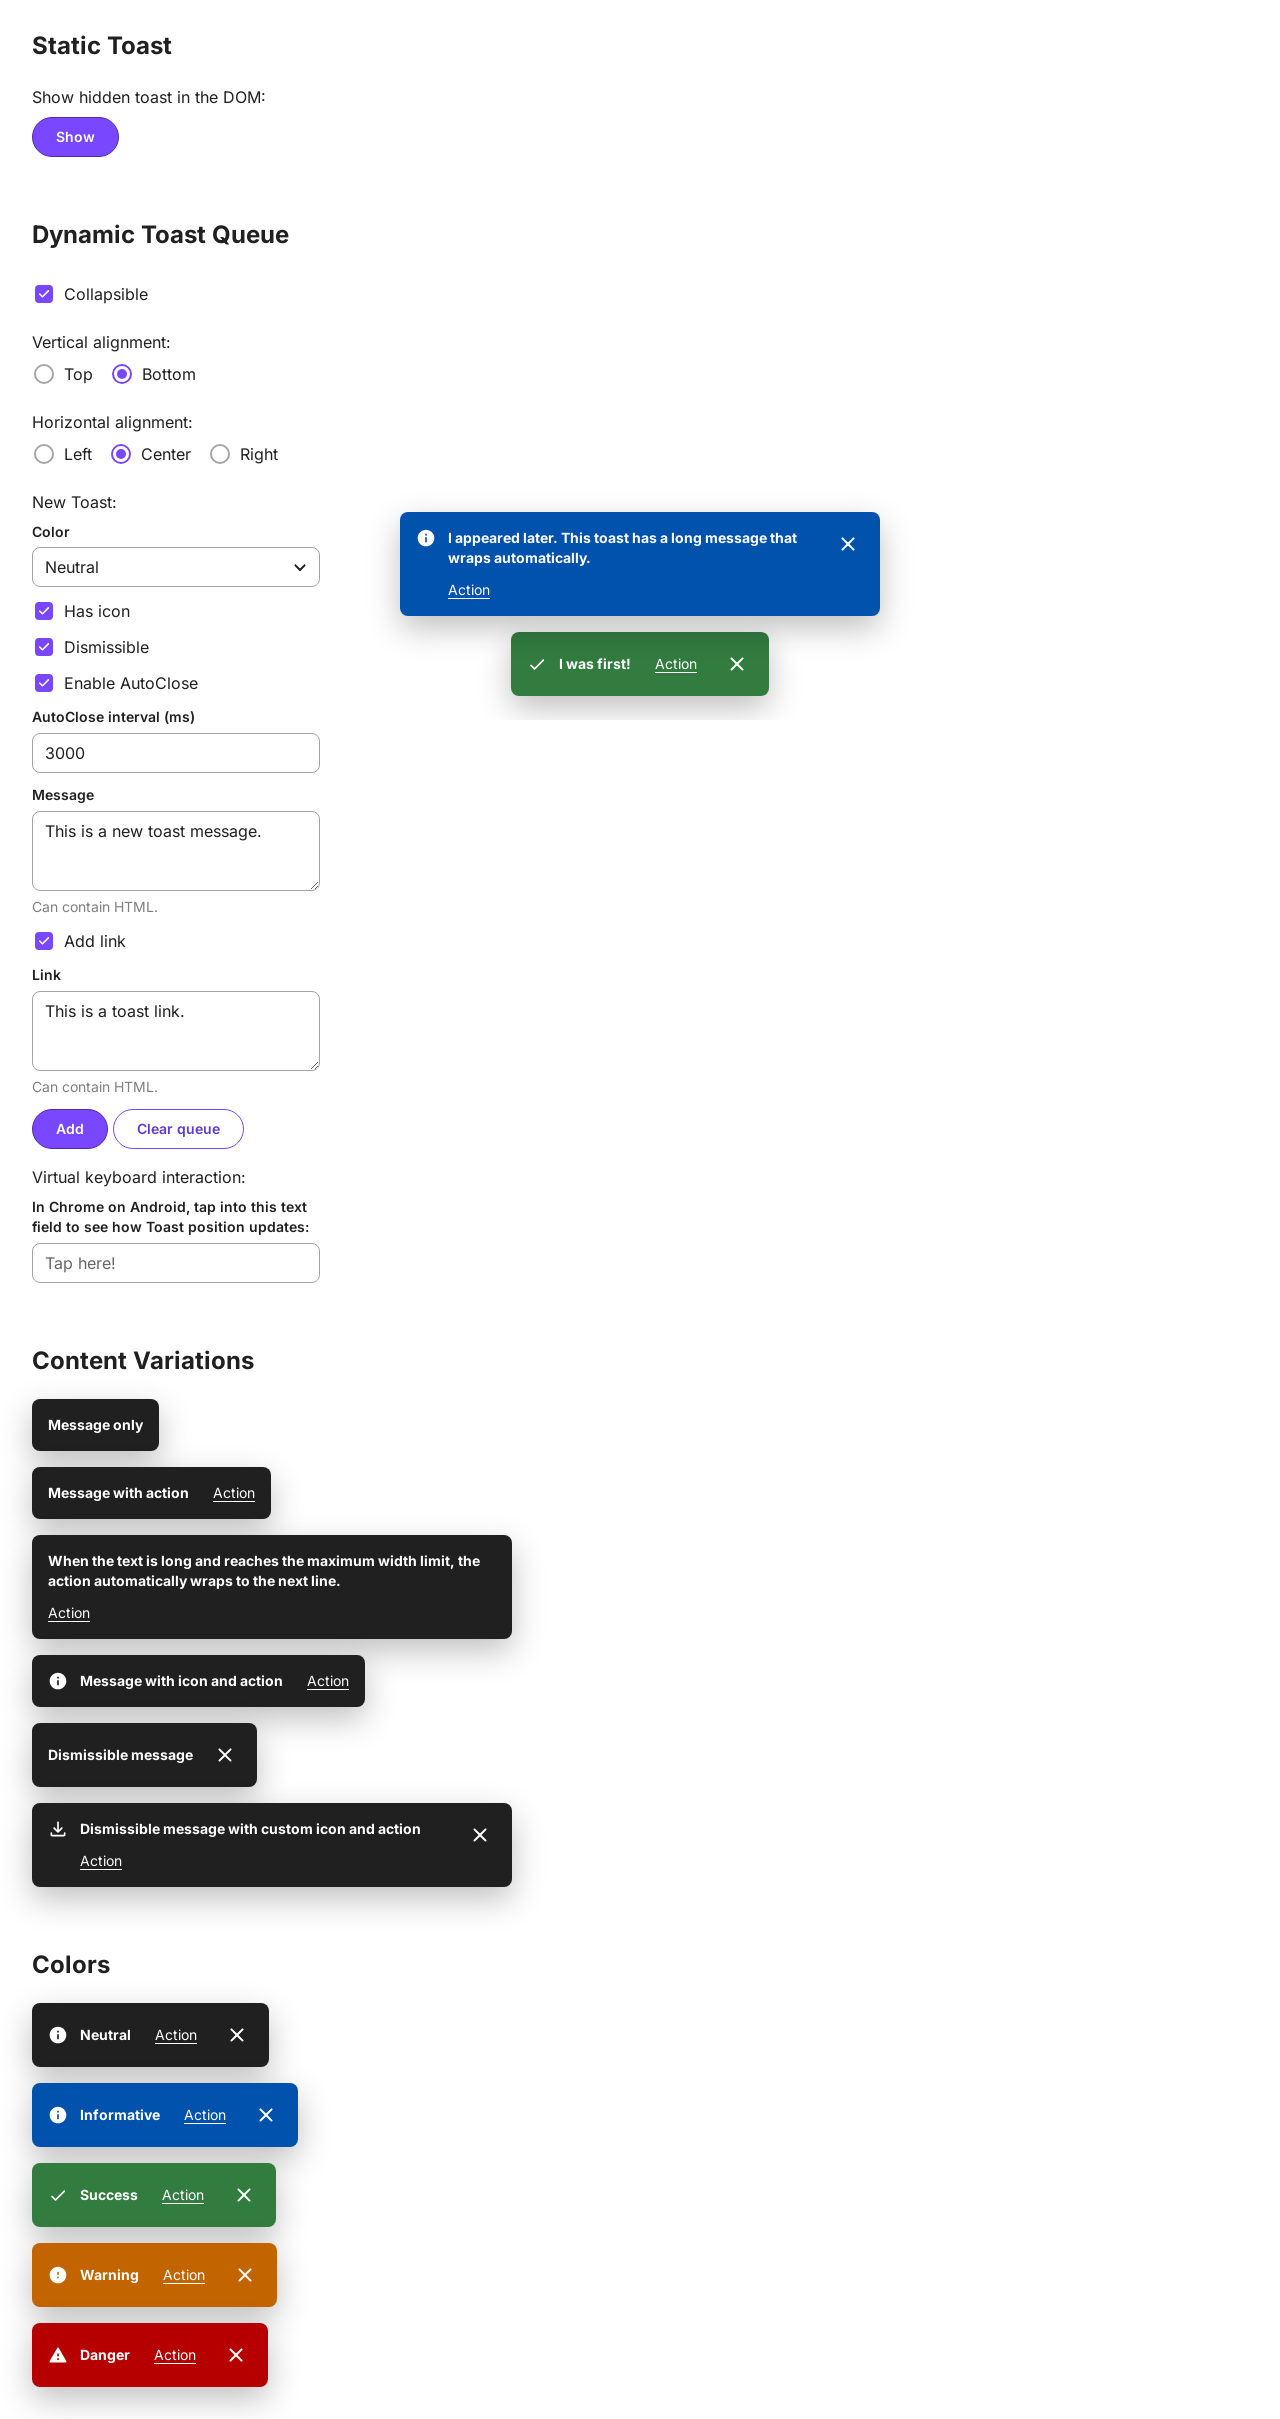 Static Toast
Show hidden toast in the DOM:
Show
Dynamic Toast Queue
Collapsible
Vertical alignment:
Top Bottom
Horizontal alignment:
Left Center Right
New Toast:
Color
Neutral
Has icon
Dismissible
Enable AutoClose
AutoClose interval (ms)
3000
Message
This is a new toast message.
Can contain HTML.
Add link
Link
This is a toast link.
Can contain HTML.
Add Clear queue
Virtual keyboard interaction:
In Chrome on Android, tap into this text
field to see how Toast position updates:
Tap here!
I appeared later. This toast has a long message that
wraps automatically.
Action
I was first! Action
Content Variations
Message only
Message with action Action
When the text is long and reaches the maximum width limit, the
action automatically wraps to the next line.
Action
Message with icon and action Action
Dismissible message
Dismissible message with custom icon and action
Action
Colors
Neutral Action
Informative Action
Success Action
Warning Action
Danger Action